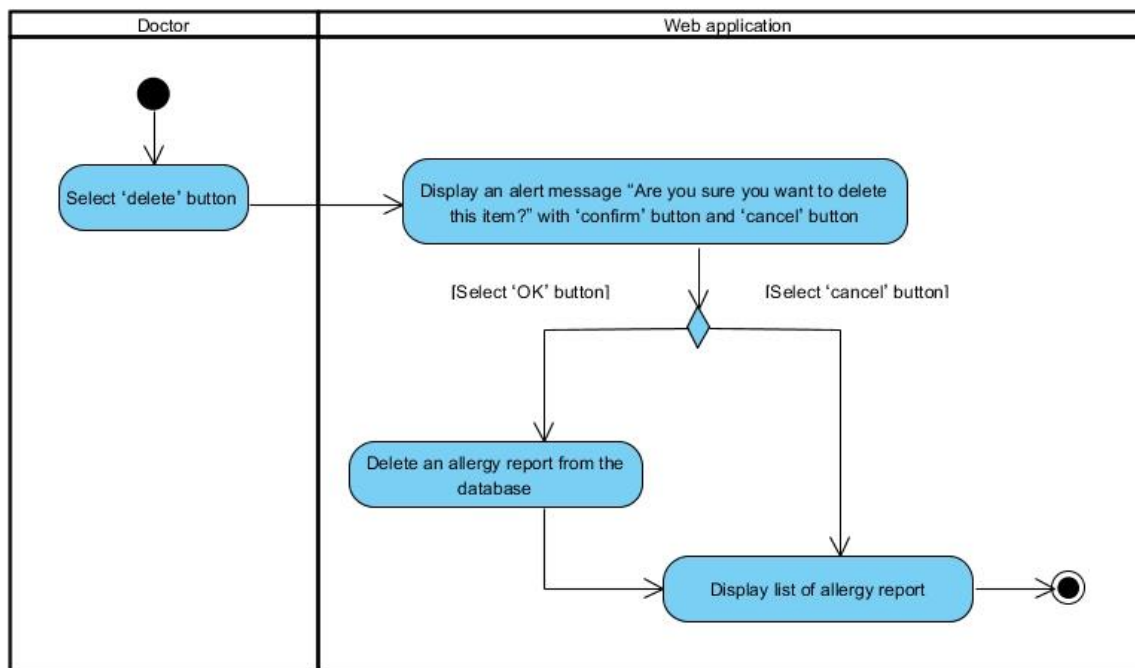 Doctor
Web application
Select ‘delete’ button
Display an alert message “Are you sure you want to delete
this item?” with ‘confirm’ button and ‘cancel’ button
[Select ‘OK’ button]
[Select ‘cancel’ button]
Delete an allergy report from the
database
Display list of allergy report